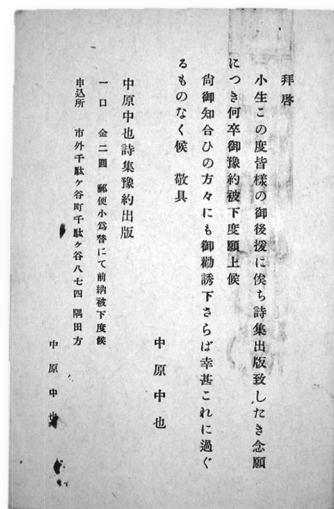 拝啓
小生この度皆様の御後援に俟ち詩集出版致したき念願
につき何卒御豫約被下度願上候
尚御知合ひの方々にも御勧誘下さらば幸甚これに過ぐ
るものなく候　敬具
中原中也
中原中也詩集豫約出版
一口　金二圓　郵便小爲替にて前納被下度候
申込所　市外千駄ケ谷町千駄ケ谷八七四　隅田方
中原中也